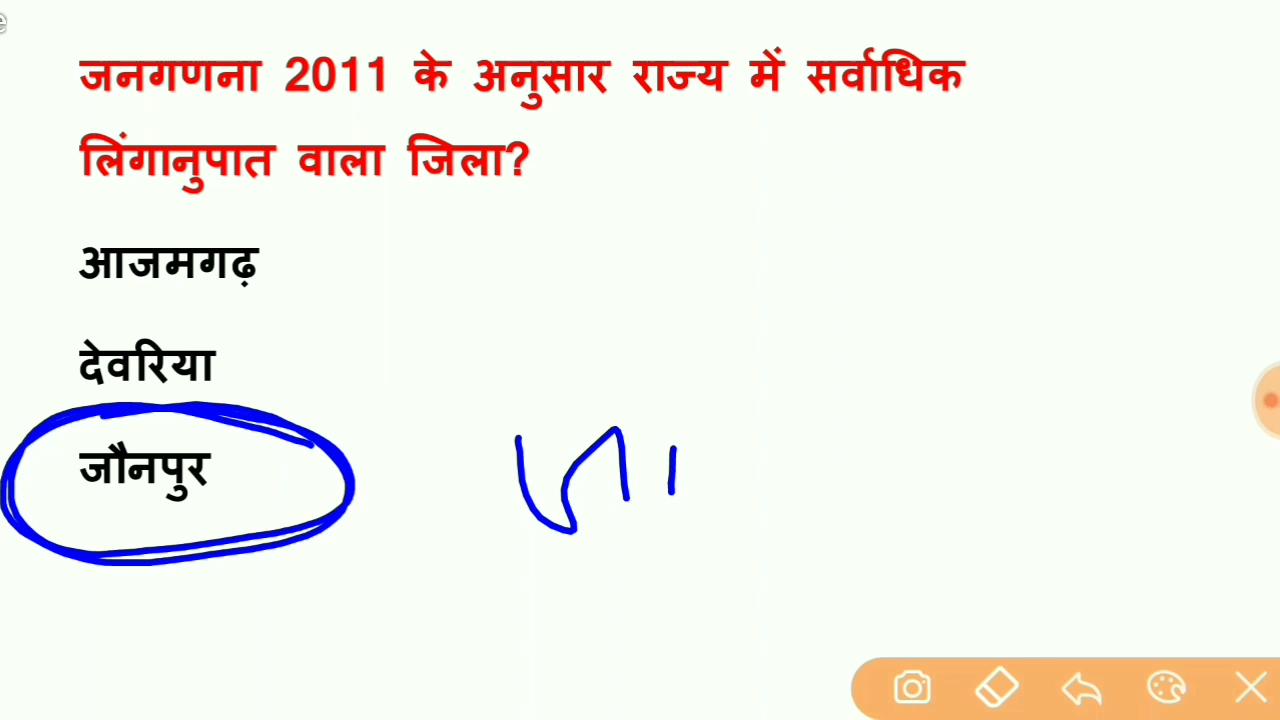 जनगणना 2011 के अनुसार राज्य में सर्वाधिक
लिंगानुपात वाला जिला?
आजमगढ़
देवरिया
जौनपुर